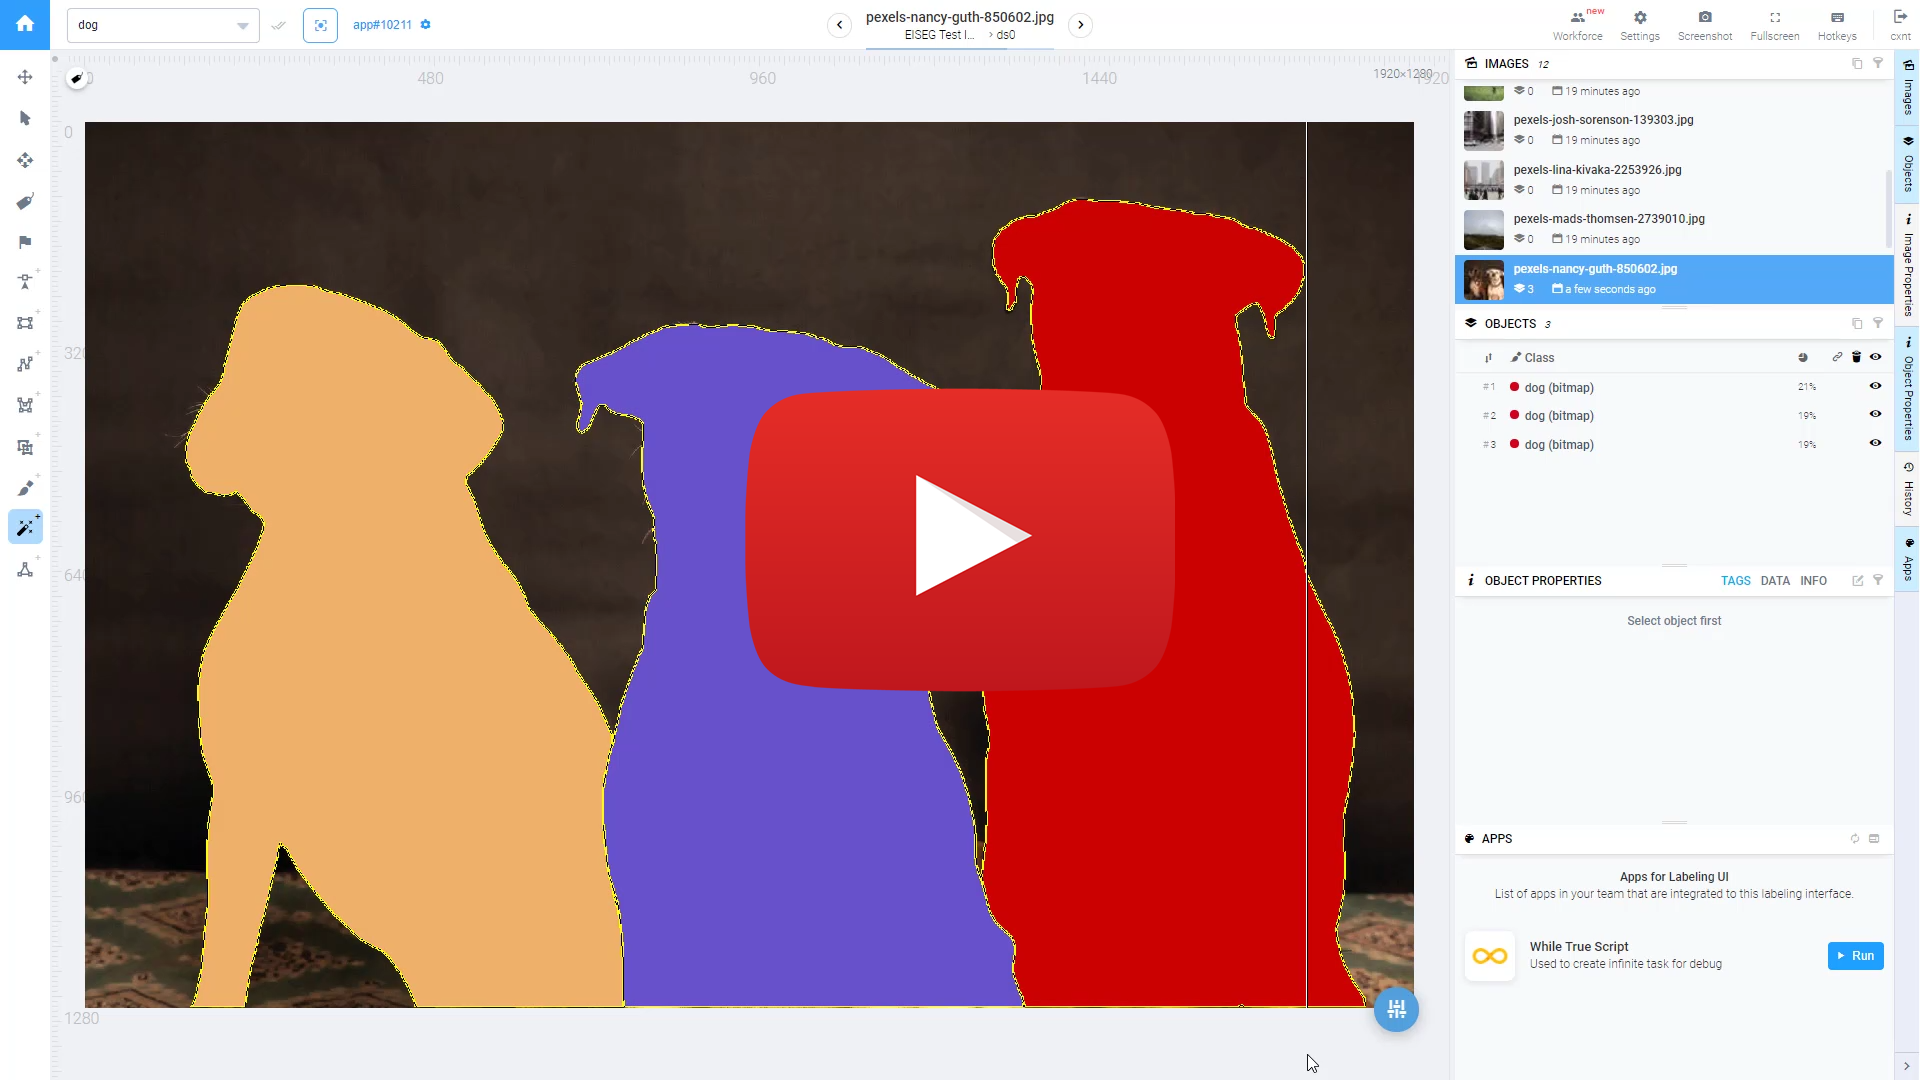 dog
app#10211
pexels-nancy-guth-850602.jpg
EISEG Test I... › ds0
new
Workforce
Settings
Screenshot
Fullscreen
Hotkeys
cxnt
480
960
1440
1920×1280
1920
0
320
640
960
1280
IMAGES 12
0 19 minutes ago
pexels-josh-sorenson-139303.jpg
0 19 minutes ago
pexels-lina-kivaka-2253926.jpg
0 19 minutes ago
pexels-mads-thomsen-2739010.jpg
0 19 minutes ago
pexels-nancy-guth-850602.jpg
3 a few seconds ago
OBJECTS 3
Class
#1 dog (bitmap) 21%
#2 dog (bitmap) 19%
#3 dog (bitmap) 19%
OBJECT PROPERTIES TAGS DATA INFO
Select object first
APPS
Apps for Labeling UI
List of apps in your team that are integrated to this labeling interface.
While True Script
Used to create infinite task for debug
Run
Images
Objects
Image Properties
Object Properties
History
Apps